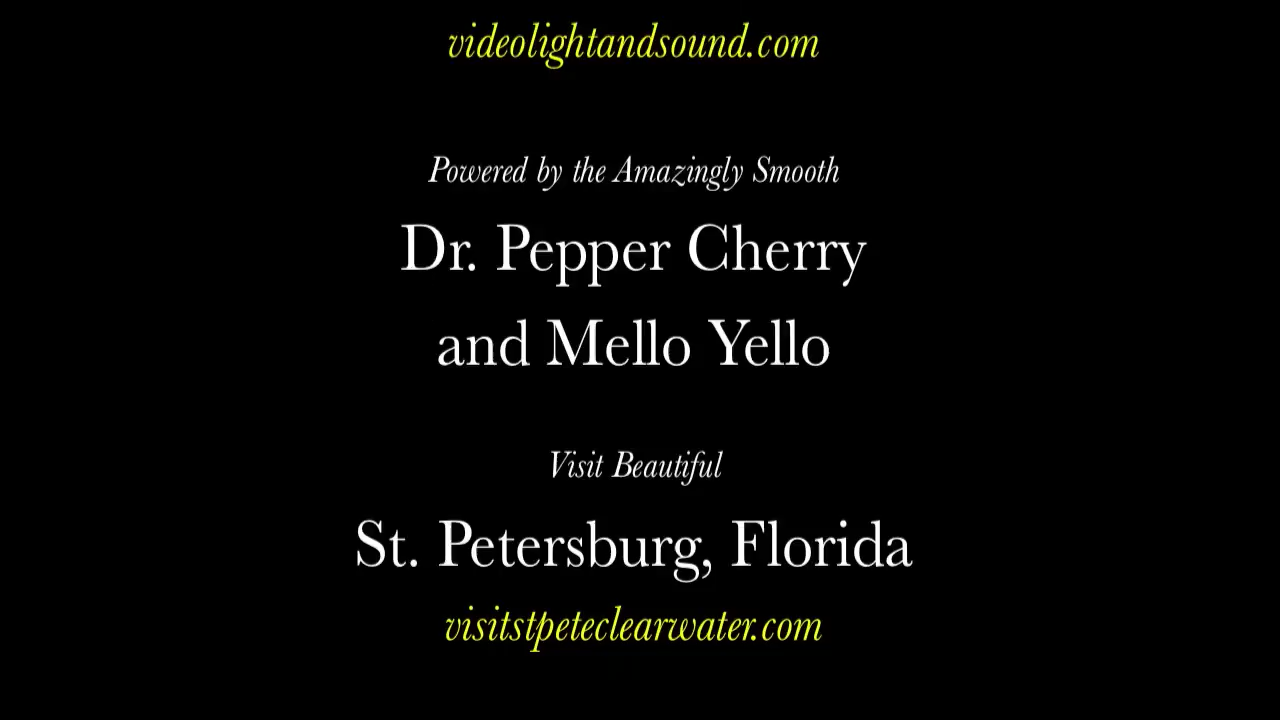 videolightandsound.com
Powered by the Amazingly Smooth
Dr. Pepper Cherry
and Mello Yello
Visit Beautiful
St. Petersburg, Florida
visitstpeteclearwater.com